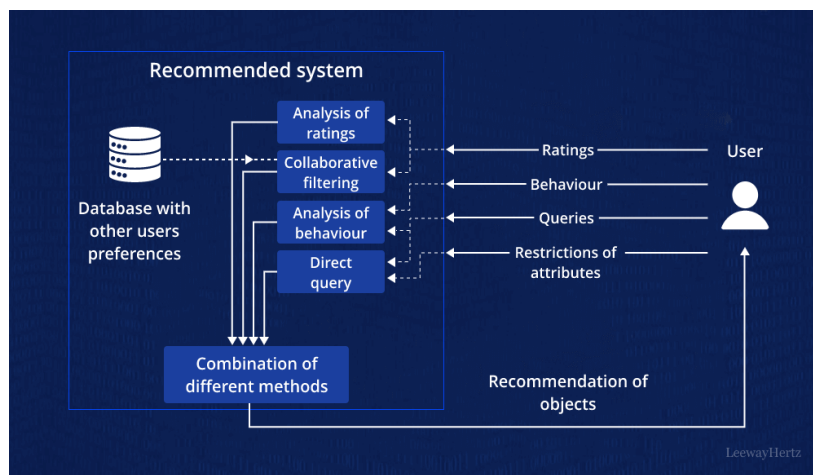 Recommended system
Analysis of
ratings
Collaborative
filtering
Analysis of
behaviour
Direct
query
Database with
other users
preferences
Combination of
different methods
Ratings
Behaviour
Queries
Restrictions of
attributes
User
Recommendation of
objects
LeewayHertz